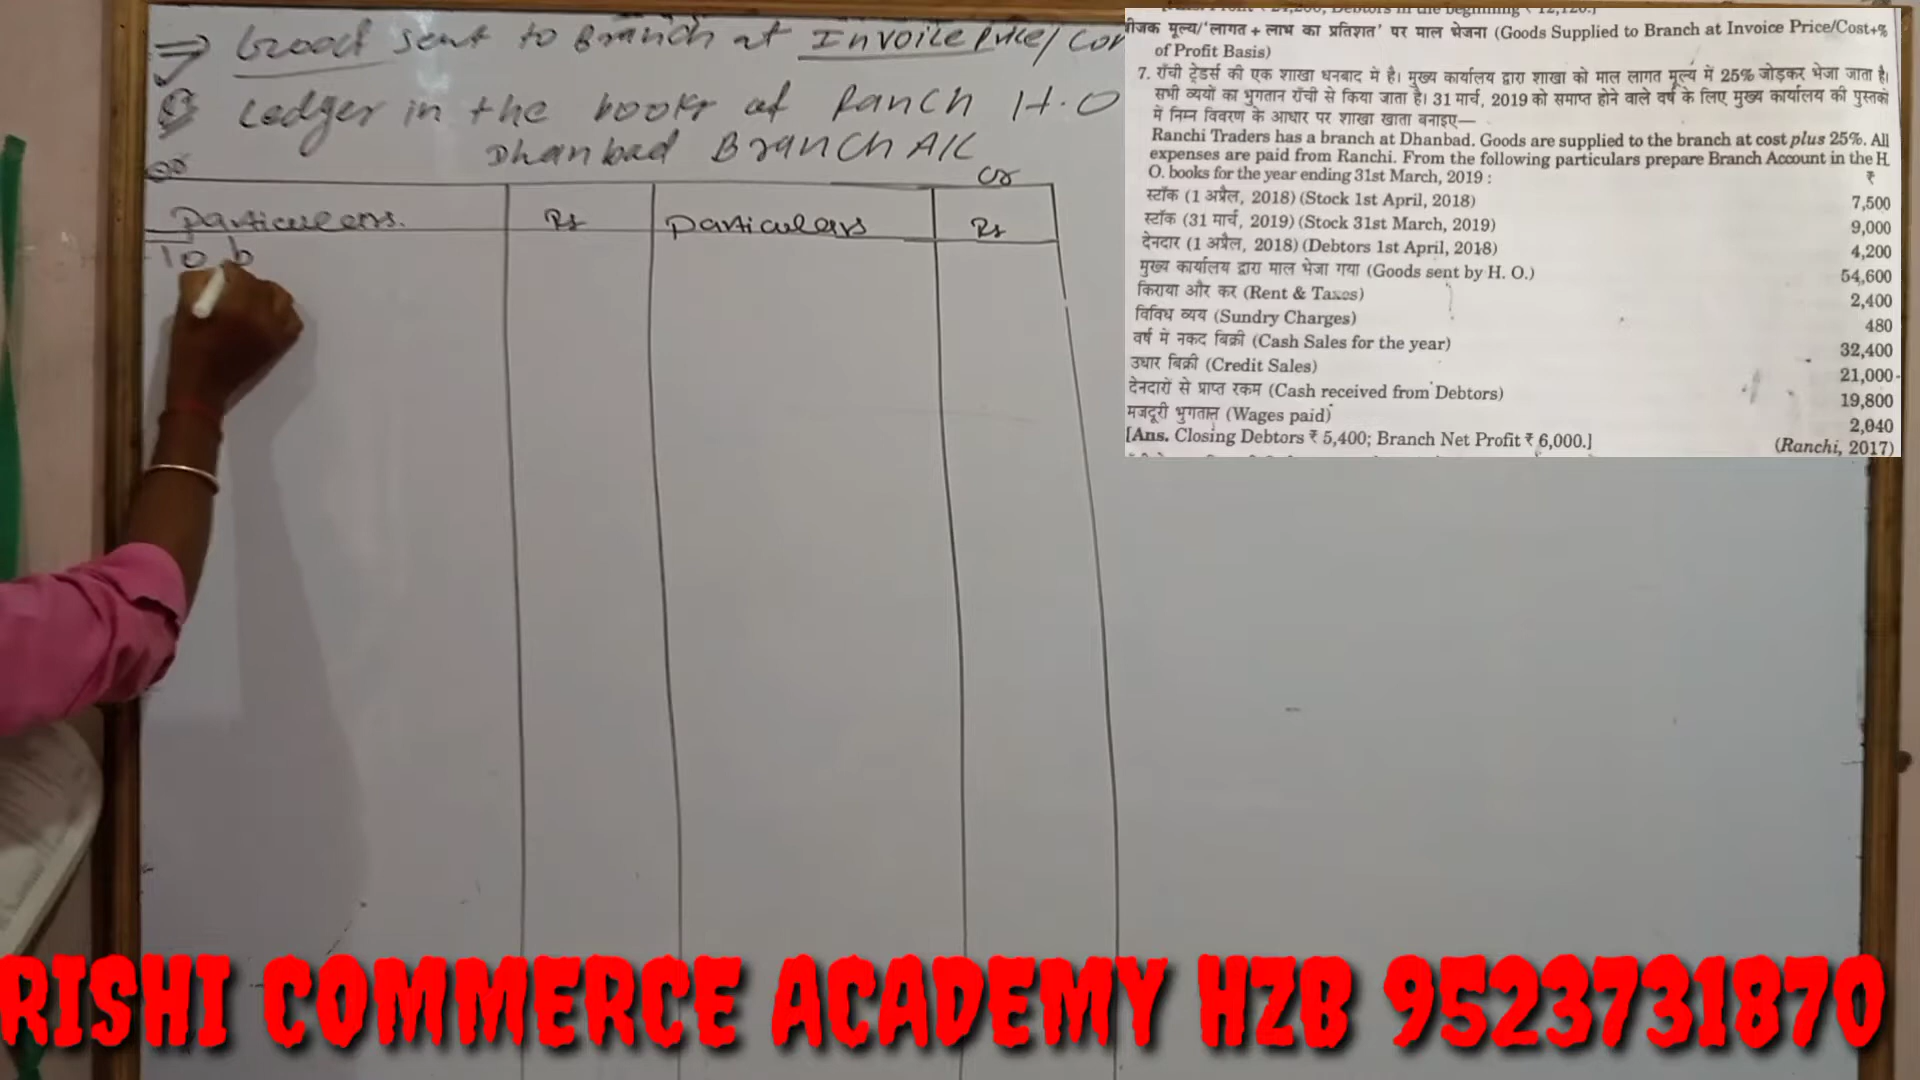 ⇒ Good sent to Branch at Invoice Price/Cor
Ledger in the books of Ranch H.O
Dhanbad Branch A/C
Cr
Particulars. Rs Particulars Rs
To b
बीजक मूल्य/'लागत + लाभ का प्रतिशत' पर माल भेजना (Goods Supplied to Branch at Invoice Price/Cost+%
of Profit Basis)
7. राँची ट्रेडर्स की एक शाखा धनबाद में है। मुख्य कार्यालय द्वारा शाखा को माल लागत मूल्य में 25% जोड़कर भेजा जाता है।
सभी व्ययों का भुगतान राँची से किया जाता है। 31 मार्च, 2019 को समाप्त होने वाले वर्ष के लिए मुख्य कार्यालय की पुस्तकों
में निम्न विवरण के आधार पर शाखा खाता बनाइए—
Ranchi Traders has a branch at Dhanbad. Goods are supplied to the branch at cost plus 25%. All
expenses are paid from Ranchi. From the following particulars prepare Branch Account in the H.
O. books for the year ending 31st March, 2019 : ₹
स्टॉक (1 अप्रैल, 2018) (Stock 1st April, 2018) 7,500
स्टॉक (31 मार्च, 2019) (Stock 31st March, 2019) 9,000
देनदार (1 अप्रैल, 2018) (Debtors 1st April, 2018) 4,200
मुख्य कार्यालय द्वारा माल भेजा गया (Goods sent by H. O.) 54,600
किराया और कर (Rent & Taxes) 2,400
विविध व्यय (Sundry Charges) 480
वर्ष में नकद बिक्री (Cash Sales for the year) 32,400
उधार बिक्री (Credit Sales) 21,000
देनदारों से प्राप्त रकम (Cash received from Debtors) 19,800
मजदूरी भुगतान (Wages paid) 2,040
[Ans. Closing Debtors ₹ 5,400; Branch Net Profit ₹ 6,000.] (Ranchi, 2017)
RISHI COMMERCE ACADEMY HZB 9523731870